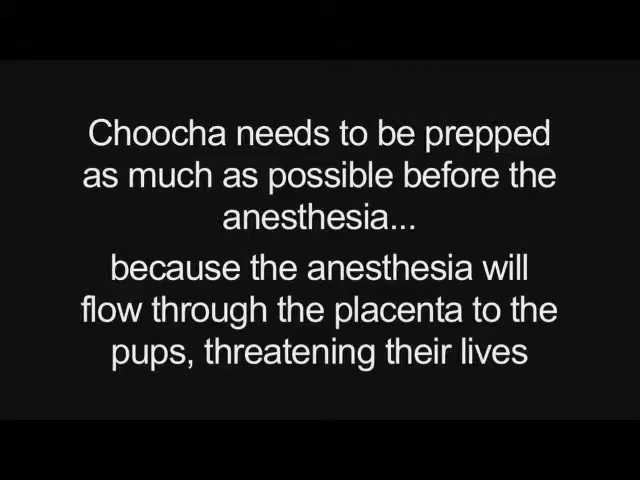 Choocha needs to be prepped
as much as possible before the
anesthesia...
because the anesthesia will
flow through the placenta to the
pups, threatening their lives